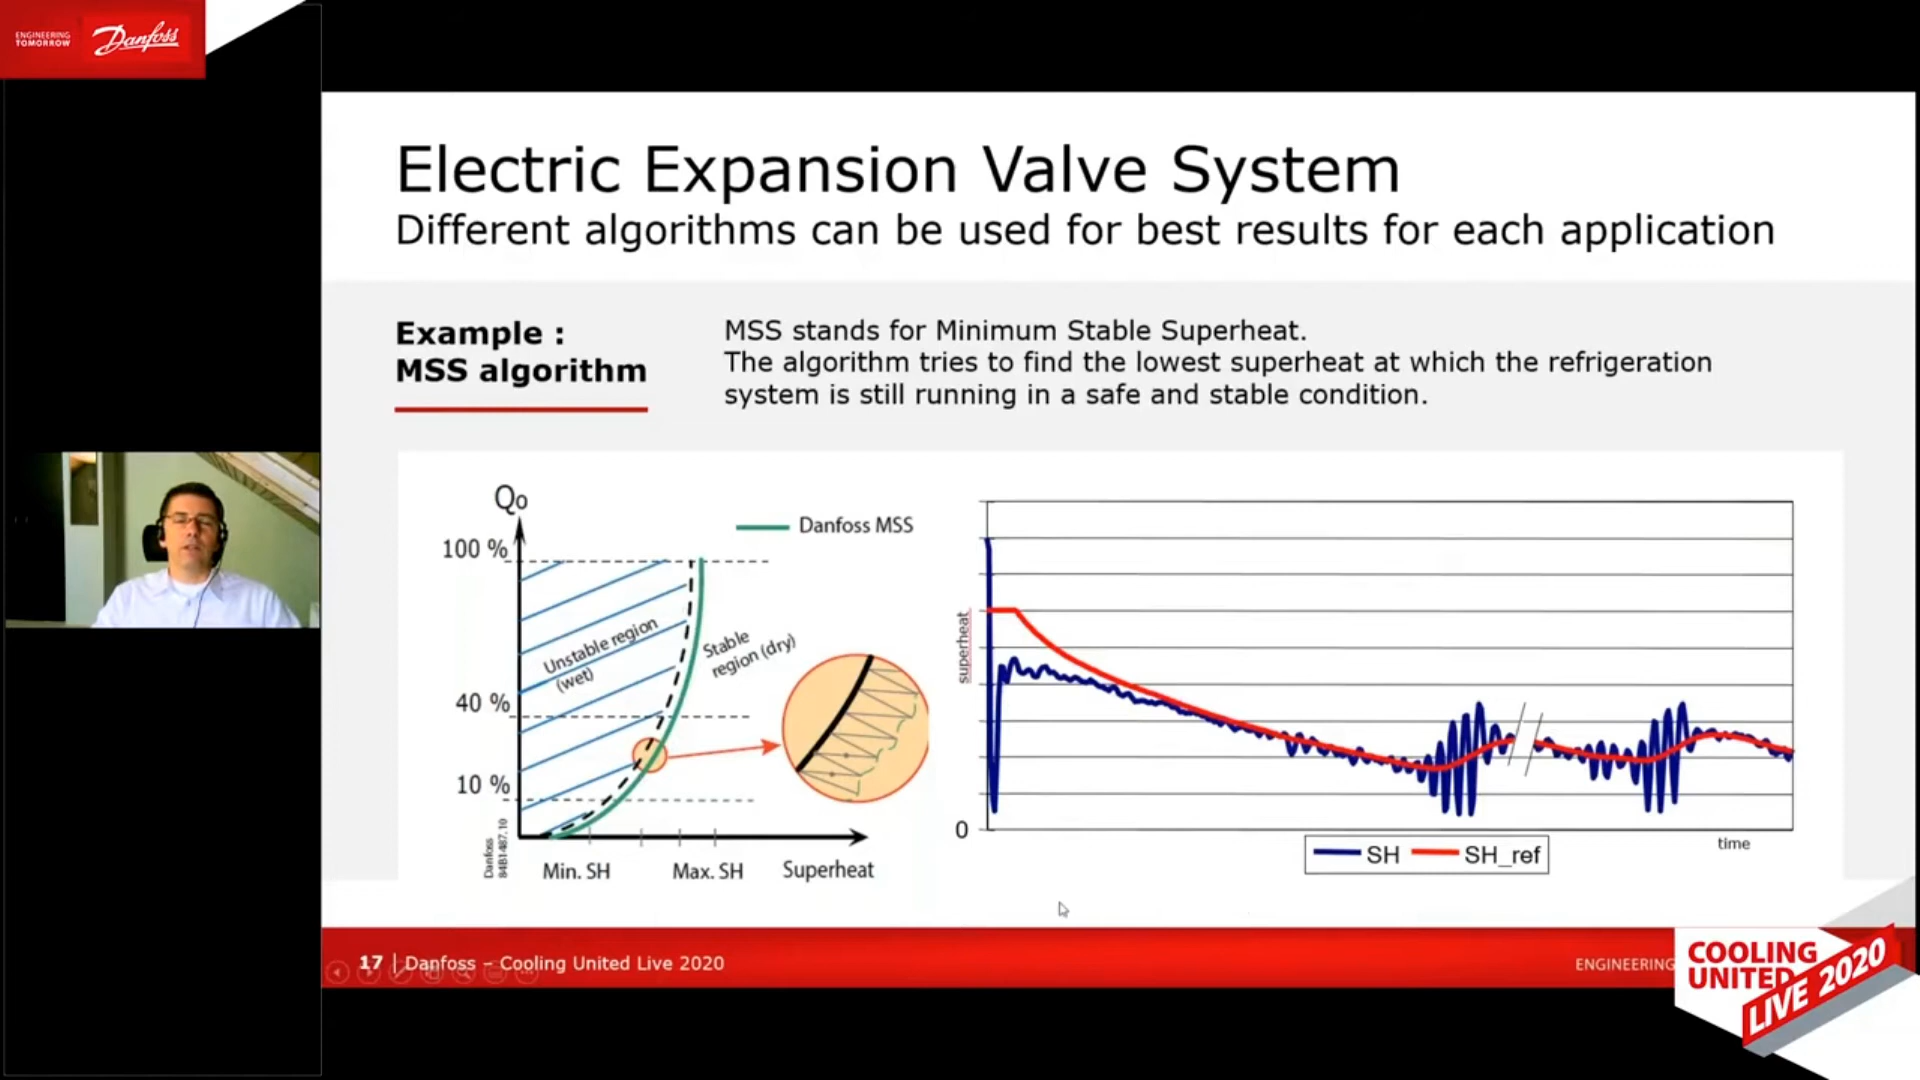 ENGINEERING
TOMORROW
Danfoss
Electric Expansion Valve System
Different algorithms can be used for best results for each application
Example :
MSS algorithm
MSS stands for Minimum Stable Superheat.
The algorithm tries to find the lowest superheat at which the refrigeration
system is still running in a safe and stable condition.
Qo
Danfoss MSS
100 %
Unstable region
(wet)
Stable
region (dry)
40 %
10 %
Danfoss
84B1487.10
Min. SH
Max. SH
Superheat
superheat
0
time
SH
SH_ref
17 | Danfoss – Cooling United Live 2020
ENGINEERING
COOLING
UNITED
LIVE 2020